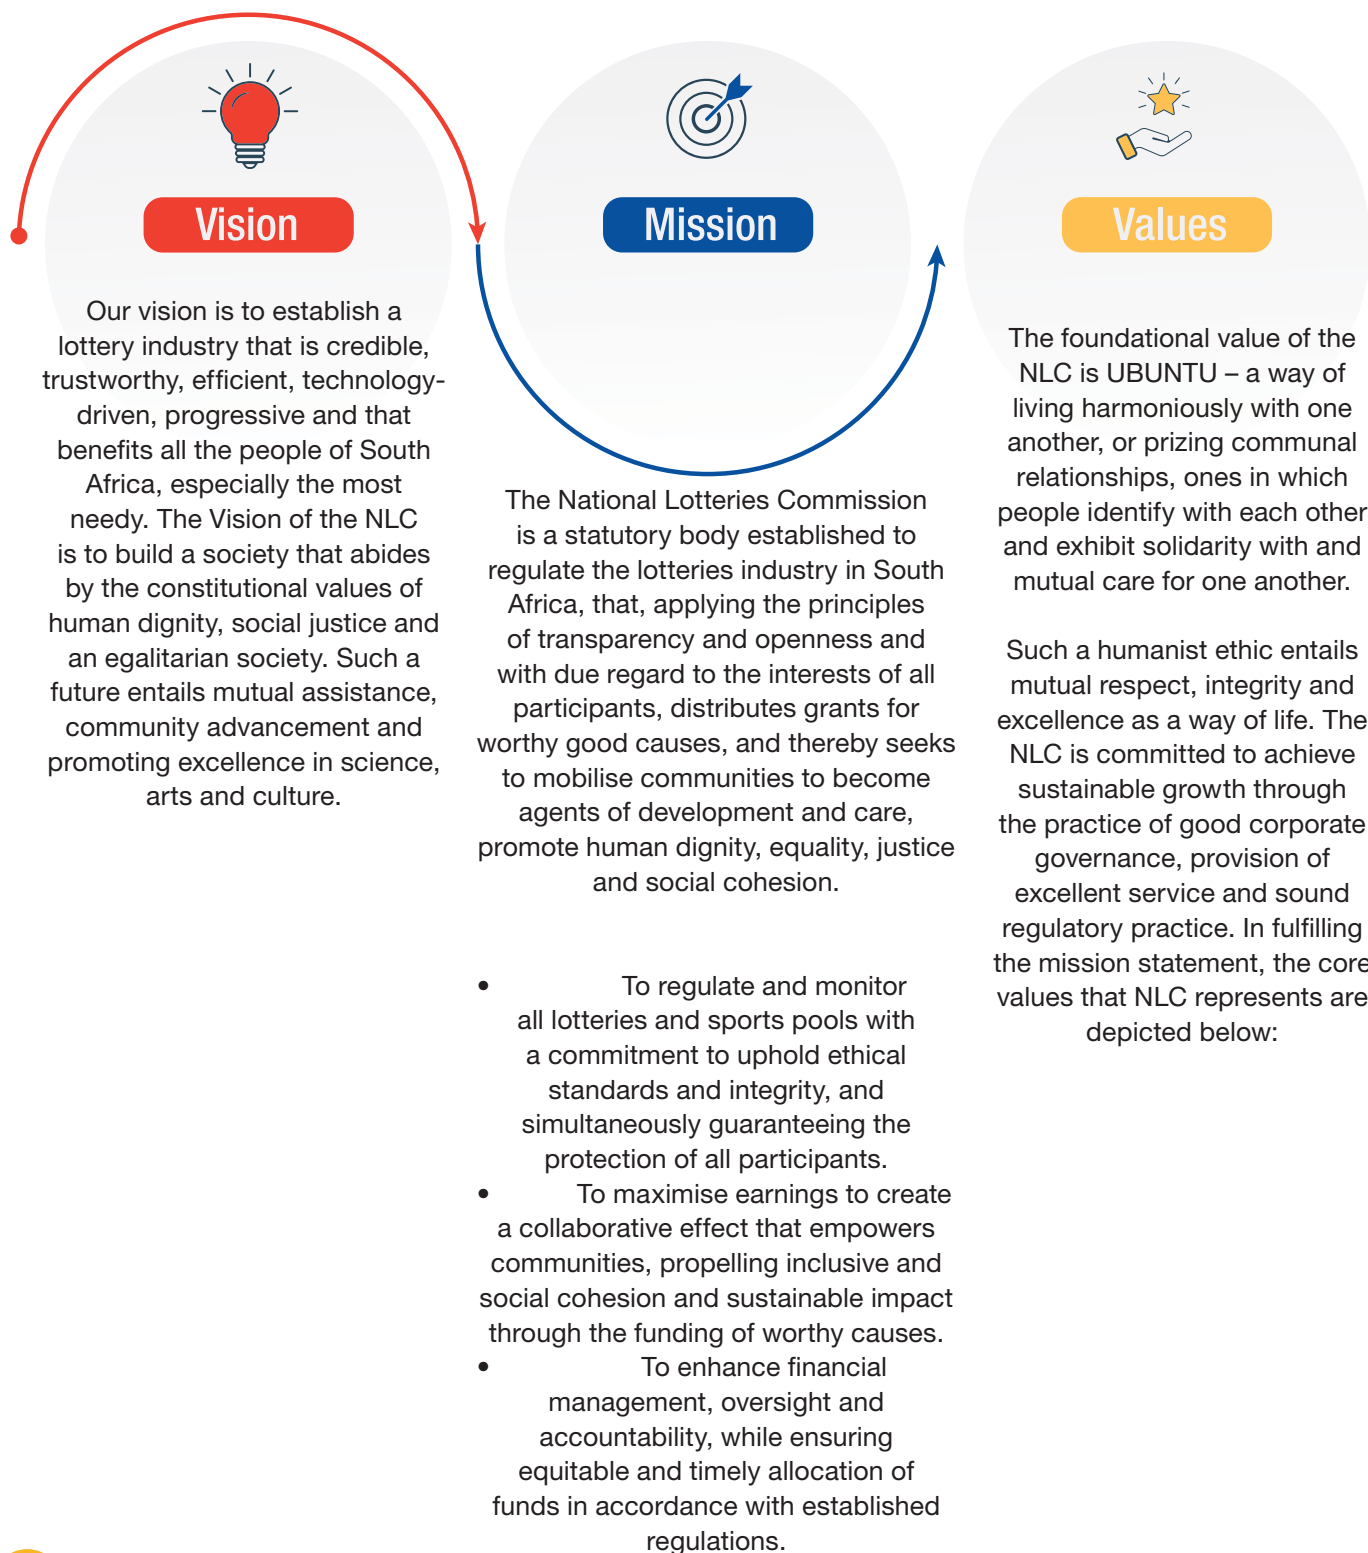 Vision
Our vision is to establish a
lottery industry that is credible,
trustworthy, efficient, technology-
driven, progressive and that
benefits all the people of South
Africa, especially the most
needy. The Vision of the NLC
is to build a society that abides
by the constitutional values of
human dignity, social justice and
an egalitarian society. Such a
future entails mutual assistance,
community advancement and
promoting excellence in science,
arts and culture.
Mission
The National Lotteries Commission
is a statutory body established to
regulate the lotteries industry in South
Africa, that, applying the principles
of transparency and openness and
with due regard to the interests of all
participants, distributes grants for
worthy good causes, and thereby seeks
to mobilise communities to become
agents of development and care,
promote human dignity, equality, justice
and social cohesion.
• To regulate and monitor
all lotteries and sports pools with
a commitment to uphold ethical
standards and integrity, and
simultaneously guaranteeing the
protection of all participants.
• To maximise earnings to create
a collaborative effect that empowers
communities, propelling inclusive and
social cohesion and sustainable impact
through the funding of worthy causes.
• To enhance financial
management, oversight and
accountability, while ensuring
equitable and timely allocation of
funds in accordance with established
regulations.
Values
The foundational value of the
NLC is UBUNTU – a way of
living harmoniously with one
another, or prizing communal
relationships, ones in which
people identify with each other
and exhibit solidarity with and
mutual care for one another.
Such a humanist ethic entails
mutual respect, integrity and
excellence as a way of life. The
NLC is committed to achieve
sustainable growth through
the practice of good corporate
governance, provision of
excellent service and sound
regulatory practice. In fulfilling
the mission statement, the core
values that NLC represents are
depicted below: